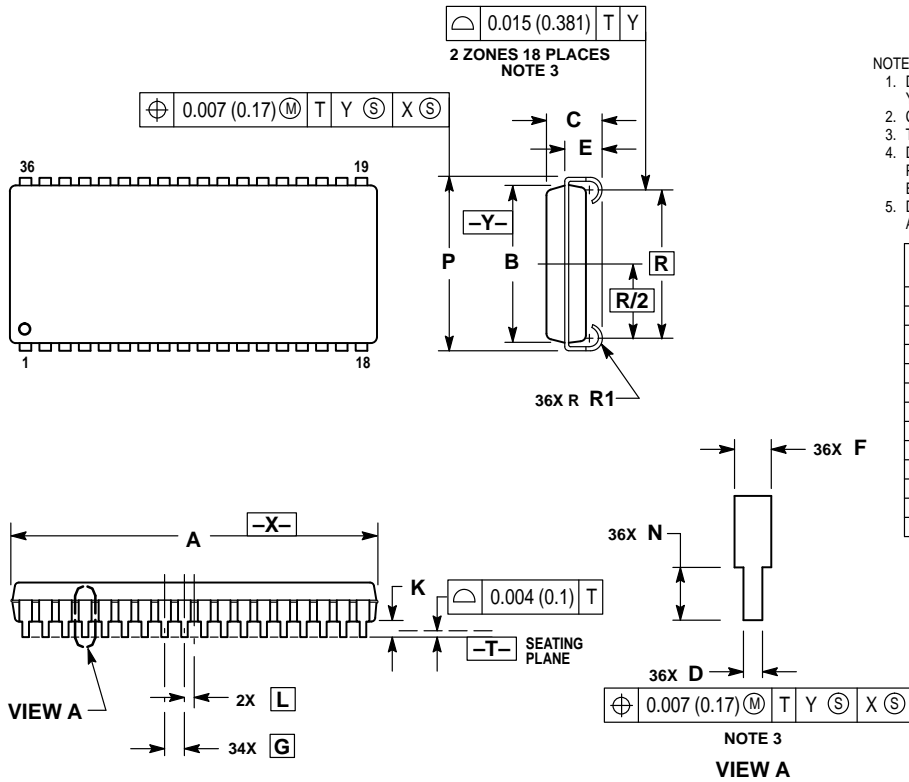 ⌓ 0.015 (0.381) T Y
2 ZONES 18 PLACES
NOTE 3
⌖ 0.007 (0.17) Ⓜ T Y Ⓢ X Ⓢ
C
E
36
19
–Y–
P
B
R
R/2
1
18
36X R R1
NOTE
1. D
Y
2. C
3. T
4. D
P
E
5. D
A
36X F
–X–
A
36X N
K
⌓ 0.004 (0.1) T
–T– SEATING
PLANE
36X D
VIEW A
2X L
34X G
⌖ 0.007 (0.17) Ⓜ T Y Ⓢ X Ⓢ
NOTE 3
VIEW A